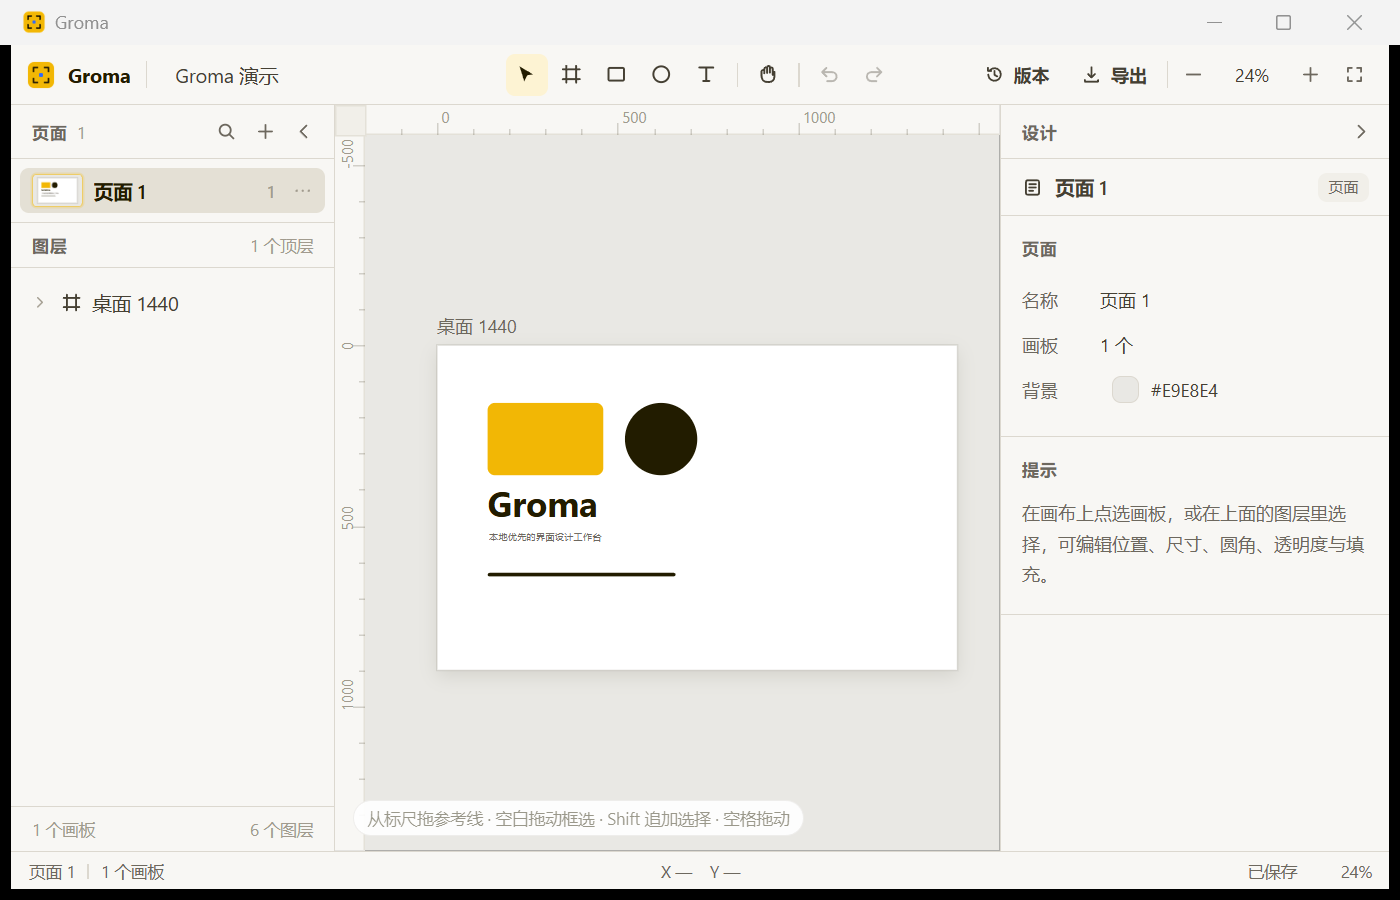 Groma
Groma
Groma 演示
版本
导出
24%
页面 1
页面 1
1
图层
1 个顶层
桌面 1440
1 个画板
6 个图层
0
500
1000
-500
0
500
1000
桌面 1440
Groma
本地优先的界面设计工作台
从标尺拖参考线 · 空白拖动框选 · Shift 追加选择 · 空格拖动
设计
页面 1
页面
页面
名称
页面 1
画板
1 个
背景
#E9E8E4
提示
在画布上点选画板，或在上面的图层里选
择，可编辑位置、尺寸、圆角、透明度与填
充。
页面 1
1 个画板
X —
Y —
已保存
24%